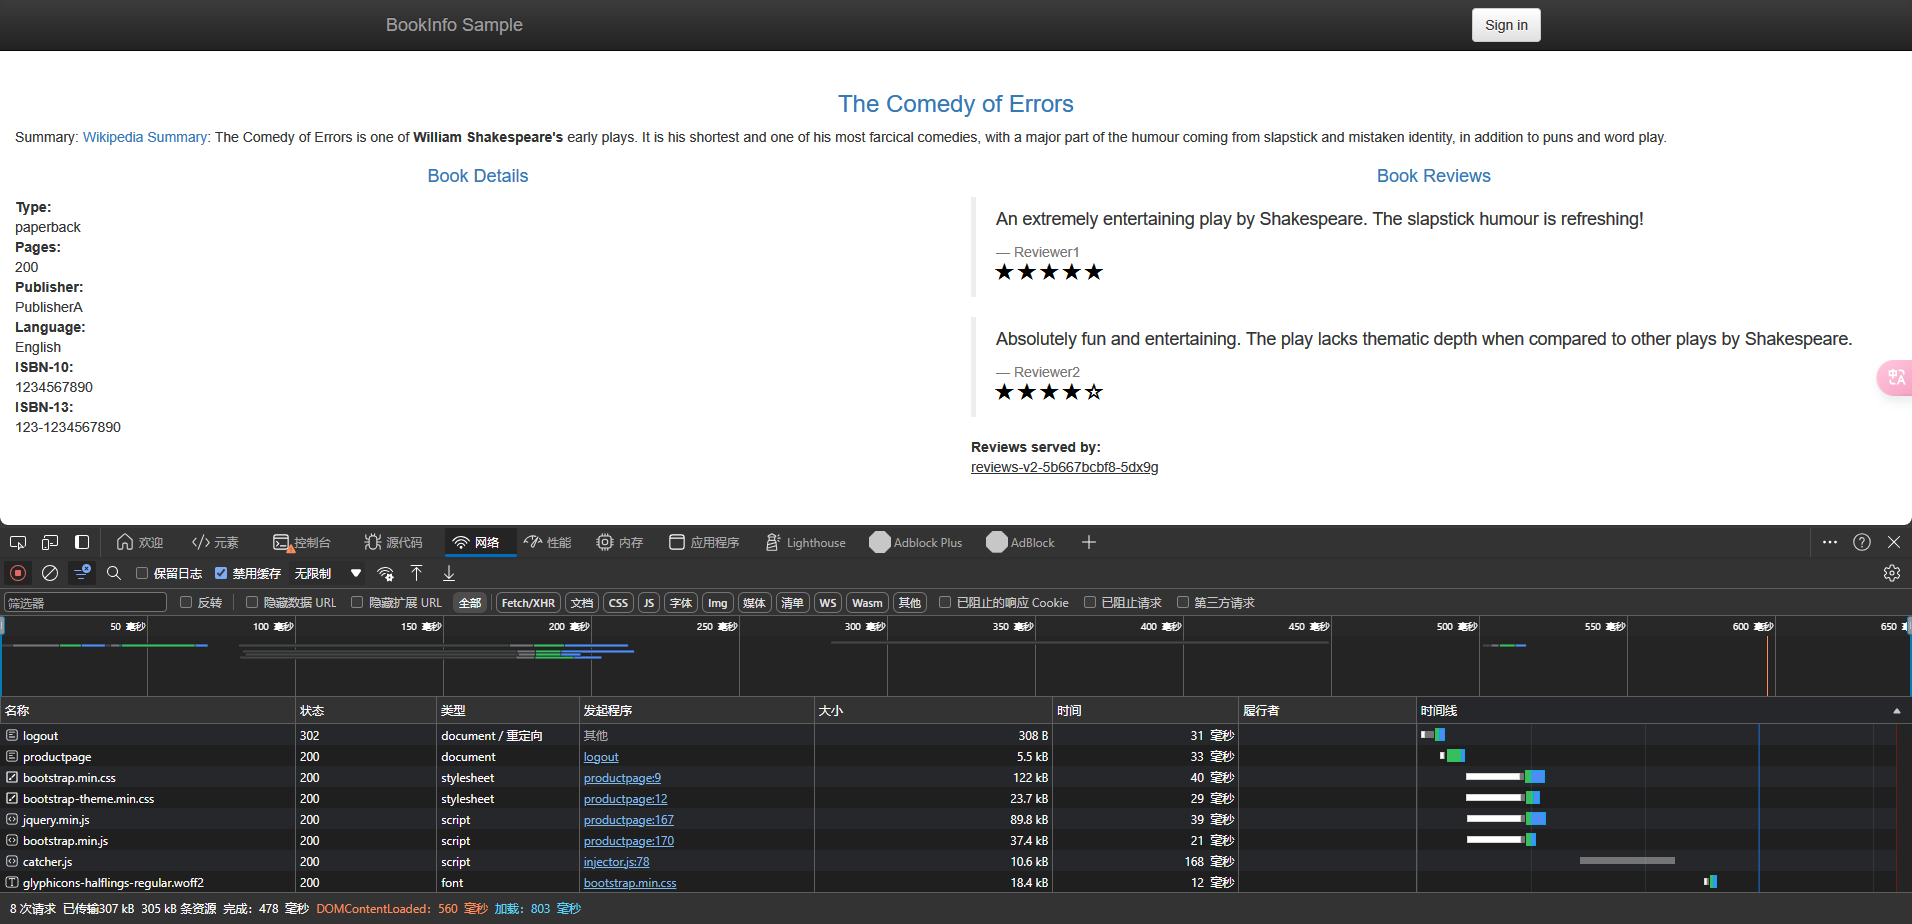 BookInfo Sample
Sign in
The Comedy of Errors
Summary: Wikipedia Summary: The Comedy of Errors is one of William Shakespeare's early plays. It is his shortest and one of his most farcical comedies, with a major part of the humour coming from slapstick and mistaken identity, in addition to puns and word play.
Book Details
Type:
paperback
Pages:
200
Publisher:
PublisherA
Language:
English
ISBN-10:
1234567890
ISBN-13:
123-1234567890
Book Reviews
An extremely entertaining play by Shakespeare. The slapstick humour is refreshing!
— Reviewer1
★★★★★
Absolutely fun and entertaining. The play lacks thematic depth when compared to other plays by Shakespeare.
— Reviewer2
★★★★☆
Reviews served by:
reviews-v2-5b667bcbf8-5dx9g
欢迎 元素 控制台 源代码 网络 性能 内存 应用程序 Lighthouse Adblock Plus AdBlock
保留日志 禁用缓存 无限制
筛选器 反转 隐藏数据 URL 隐藏扩展 URL 全部 Fetch/XHR 文档 CSS JS 字体 Img 媒体 清单 WS Wasm 其他 已阻止的响应 Cookie 已阻止请求 第三方请求
50 毫秒 100 毫秒 150 毫秒 200 毫秒 250 毫秒 300 毫秒 350 毫秒 400 毫秒 450 毫秒 500 毫秒 550 毫秒 600 毫秒 650
名称 状态 类型 发起程序 大小 时间 履行者 时间线
logout 302 document / 重定向 其他 308 B 31 毫秒
productpage 200 document logout 5.5 kB 33 毫秒
bootstrap.min.css 200 stylesheet productpage:9 122 kB 40 毫秒
bootstrap-theme.min.css 200 stylesheet productpage:12 23.7 kB 29 毫秒
jquery.min.js 200 script productpage:167 89.8 kB 39 毫秒
bootstrap.min.js 200 script productpage:170 37.4 kB 21 毫秒
catcher.js 200 script injector.js:78 10.6 kB 168 毫秒
glyphicons-halflings-regular.woff2 200 font bootstrap.min.css 18.4 kB 12 毫秒
8 次请求 已传输307 kB 305 kB 条资源 完成: 478 毫秒 DOMContentLoaded: 560 毫秒 加载: 803 毫秒